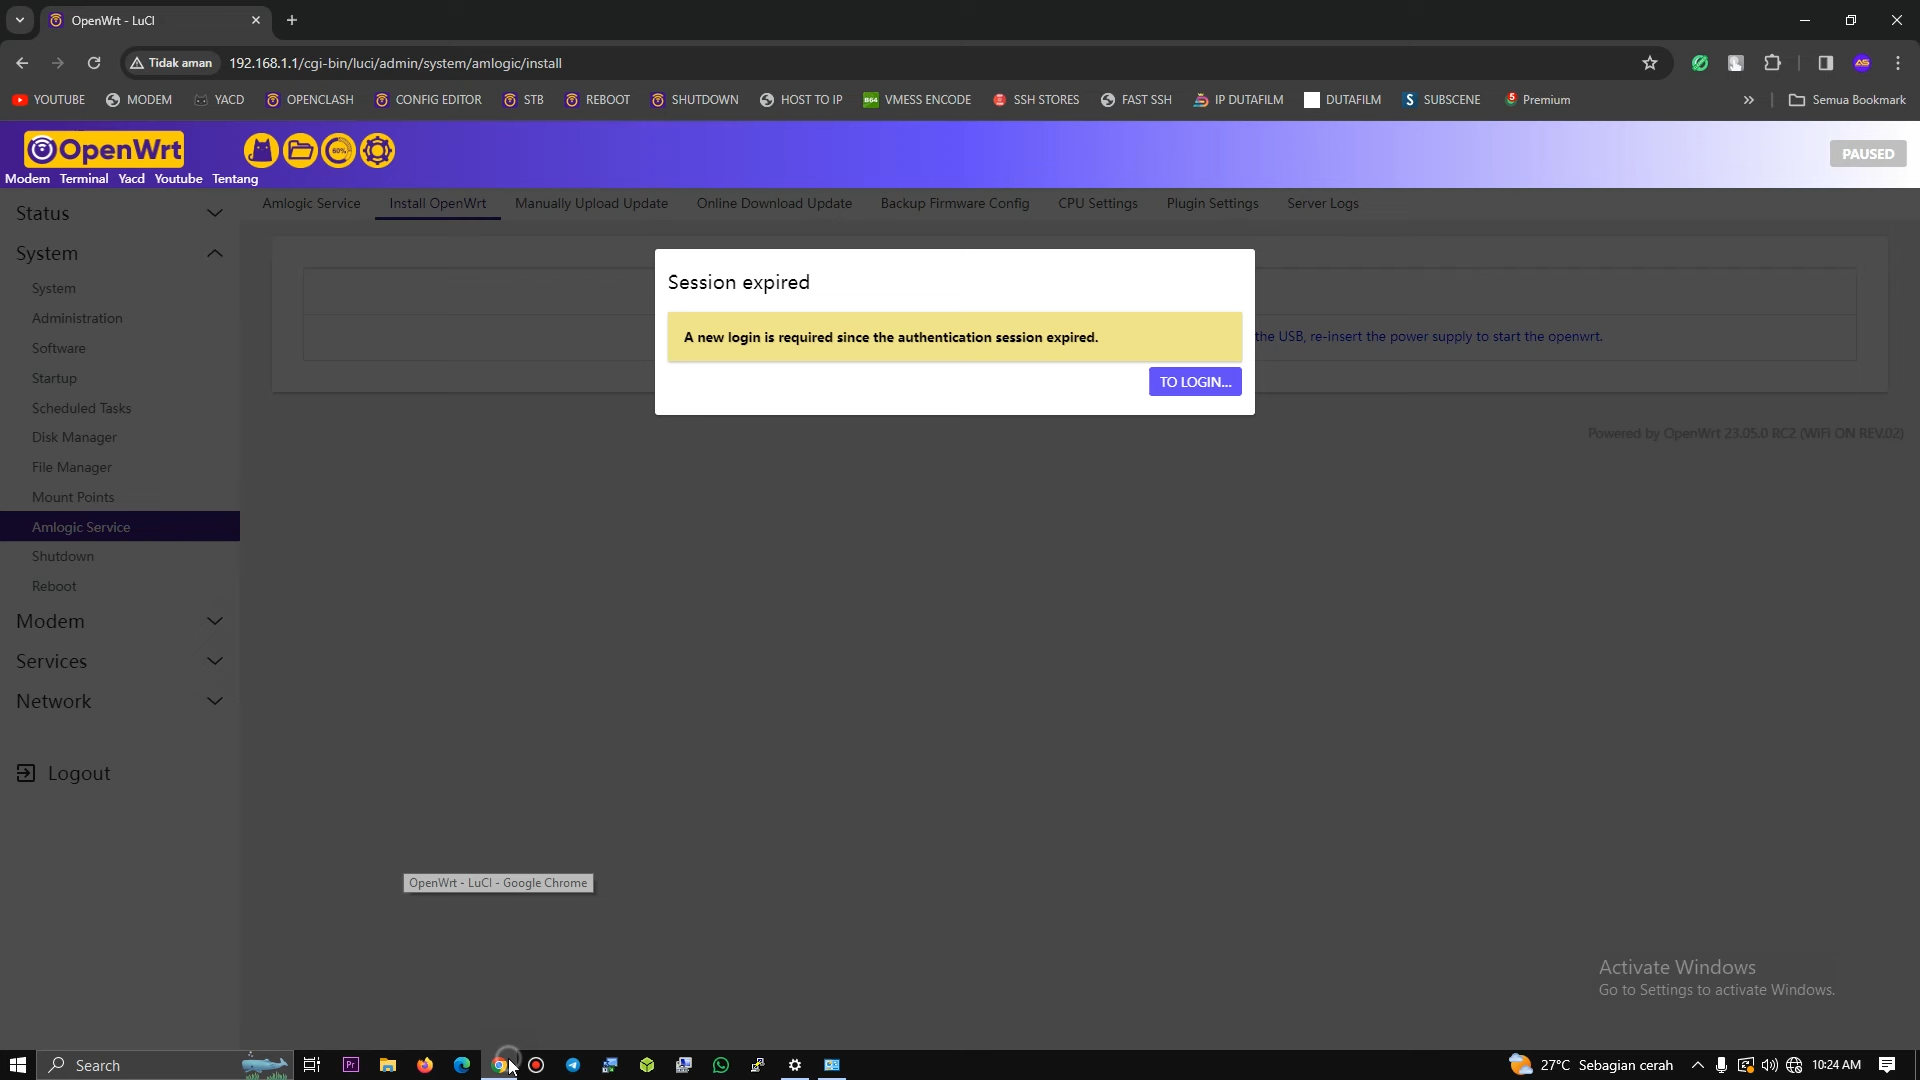 OpenWrt - LuCI
Tidak aman
192.168.1.1/cgi-bin/luci/admin/system/amlogic/install
YOUTUBE MODEM YACD OPENCLASH CONFIG EDITOR STB REBOOT SHUTDOWN HOST TO IP B64 VMESS ENCODE SSH STORES FAST SSH IP DUTAFILM DUTAFILM S SUBSCENE 5 Premium » Semua Bookmark
AS
OpenWrt
60%
PAUSED
Modem Terminal Yacd Youtube Tentang
Amlogic Service Install OpenWrt Manually Upload Update Online Download Update Backup Firmware Config CPU Settings Plugin Settings Server Logs
Status
System
System
Administration
Software
Startup
Scheduled Tasks
Disk Manager
File Manager
Mount Points
Amlogic Service
Shutdown
Reboot
Modem
Services
Network
Logout
Session expired
A new login is required since the authentication session expired.
TO LOGIN...
the USB, re-insert the power supply to start the openwrt.
Powered by OpenWrt 23.05.0 RC2 (WiFi ON REV.02)
OpenWrt - LuCI - Google Chrome
Activate Windows
Go to Settings to activate Windows.
Search
Pr
27°C Sebagian cerah
10:24 AM